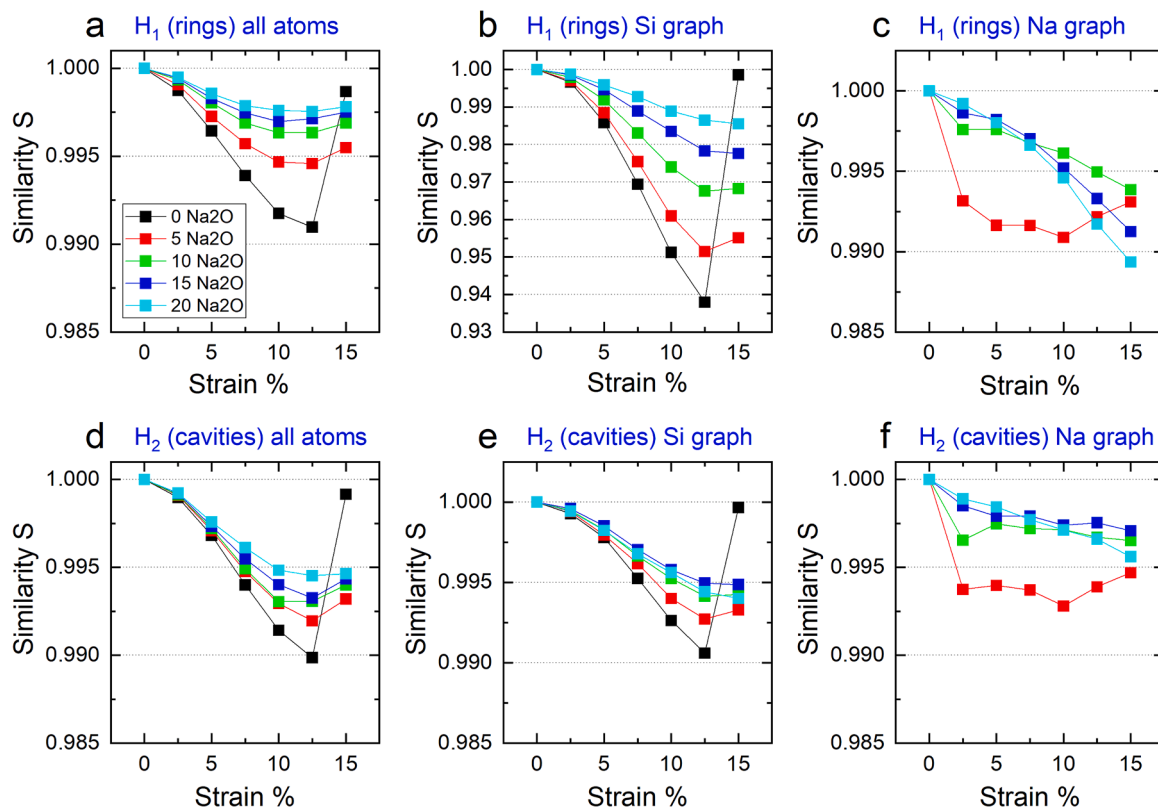 a H₁ (rings) all atoms
Similarity S
1.000
0.995
0.990
0.985
0 Na2O
5 Na2O
10 Na2O
15 Na2O
20 Na2O
0 5 10 15
Strain %
b H₁ (rings) Si graph
Similarity S
1.00
0.99
0.98
0.97
0.96
0.95
0.94
0.93
0 5 10 15
Strain %
c H₁ (rings) Na graph
Similarity S
1.000
0.995
0.990
0.985
0 5 10 15
Strain %
d H₂ (cavities) all atoms
Similarity S
1.000
0.995
0.990
0.985
0 5 10 15
Strain %
e H₂ (cavities) Si graph
Similarity S
1.000
0.995
0.990
0.985
0 5 10 15
Strain %
f H₂ (cavities) Na graph
Similarity S
1.000
0.995
0.990
0.985
0 5 10 15
Strain %